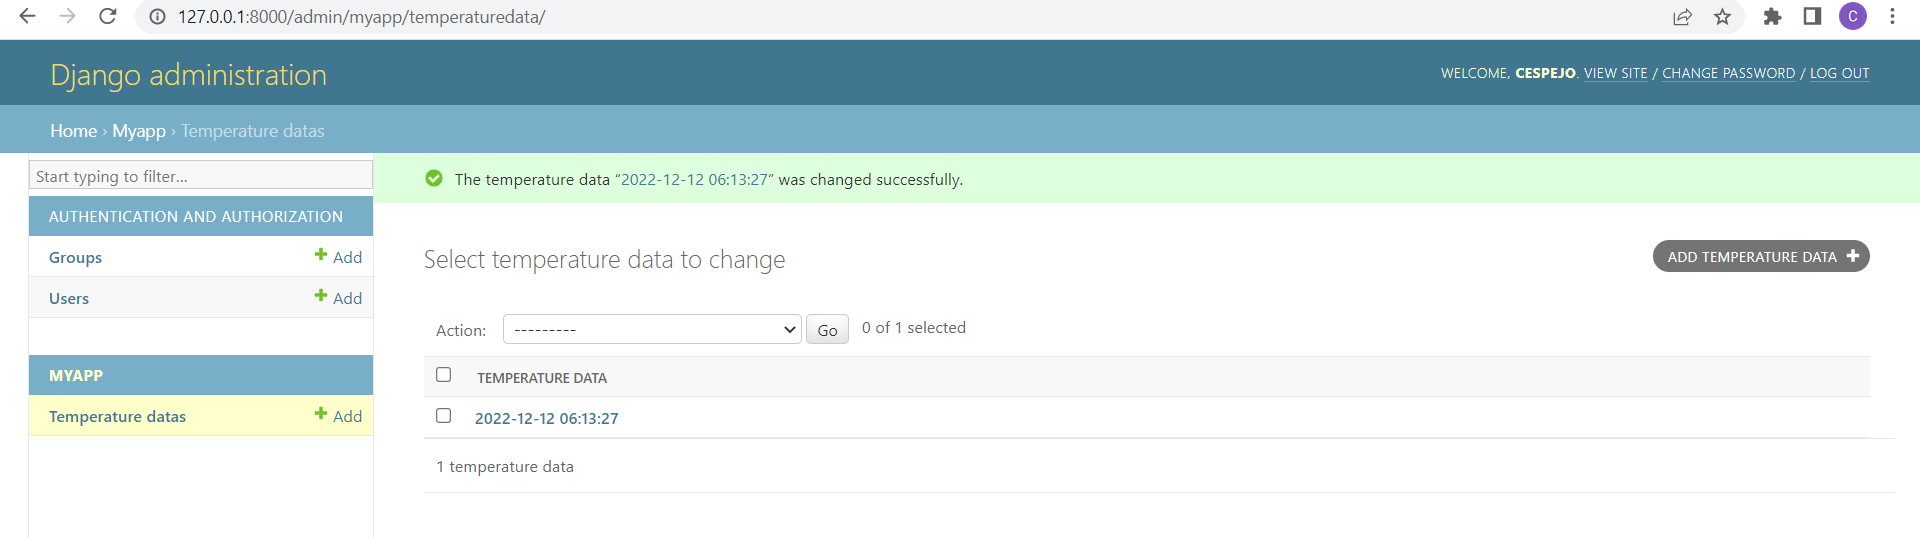 127.0.0.1:8000/admin/myapp/temperaturedata/
C
Django administration
WELCOME, CESPEJO. VIEW SITE / CHANGE PASSWORD / LOG OUT
Home › Myapp › Temperature datas
Start typing to filter...
AUTHENTICATION AND AUTHORIZATION
Groups + Add
Users + Add
MYAPP
Temperature datas + Add
The temperature data “2022-12-12 06:13:27” was changed successfully.
Select temperature data to change
ADD TEMPERATURE DATA +
Action: --------- Go 0 of 1 selected
TEMPERATURE DATA
2022-12-12 06:13:27
1 temperature data